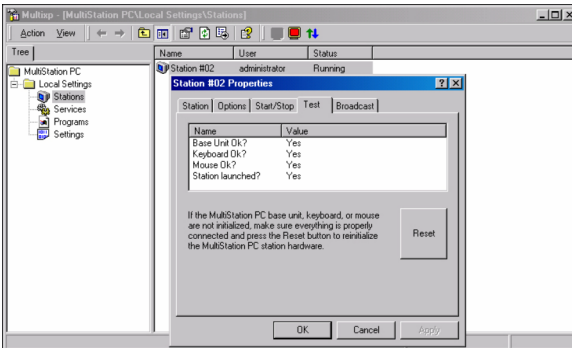 Multixp - [MultiStation PC\Local Settings\Stations]
Action View
Tree
Name User Status
MultiStation PC
Local Settings
Stations
Services
Programs
Settings
Station #02 administrator Running
Station #02 Properties
Station Options Start/Stop Test Broadcast
Name Value
Base Unit Ok? Yes
Keyboard Ok? Yes
Mouse Ok? Yes
Station launched? Yes
If the MultiStation PC base unit, keyboard, or mouse
are not initialized, make sure everything is properly
connected and press the Reset button to reinitialize
the MultiStation PC station hardware.
Reset
OK Cancel Apply